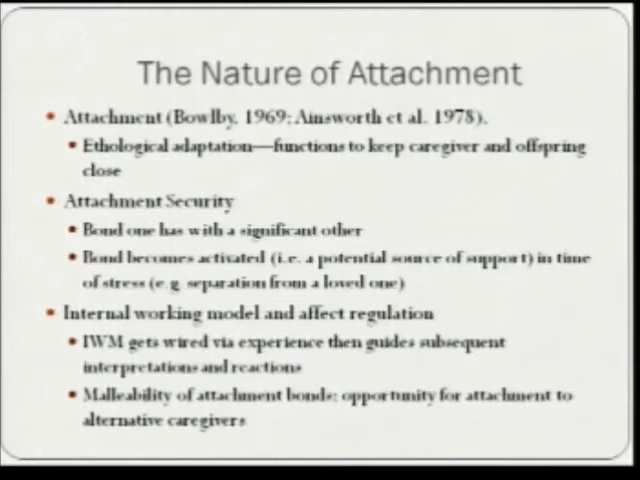 The Nature of Attachment
• Attachment (Bowlby, 1969; Ainsworth et al. 1978).
• Ethological adaptation—functions to keep caregiver and offspring
close
• Attachment Security
• Bond one has with a significant other
• Bond becomes activated (i.e. a potential source of support) in time
of stress (e.g. separation from a loved one)
• Internal working model and affect regulation
• IWM gets wired via experience then guides subsequent
interpretations and reactions
• Malleability of attachment bonds; opportunity for attachment to
alternative caregivers